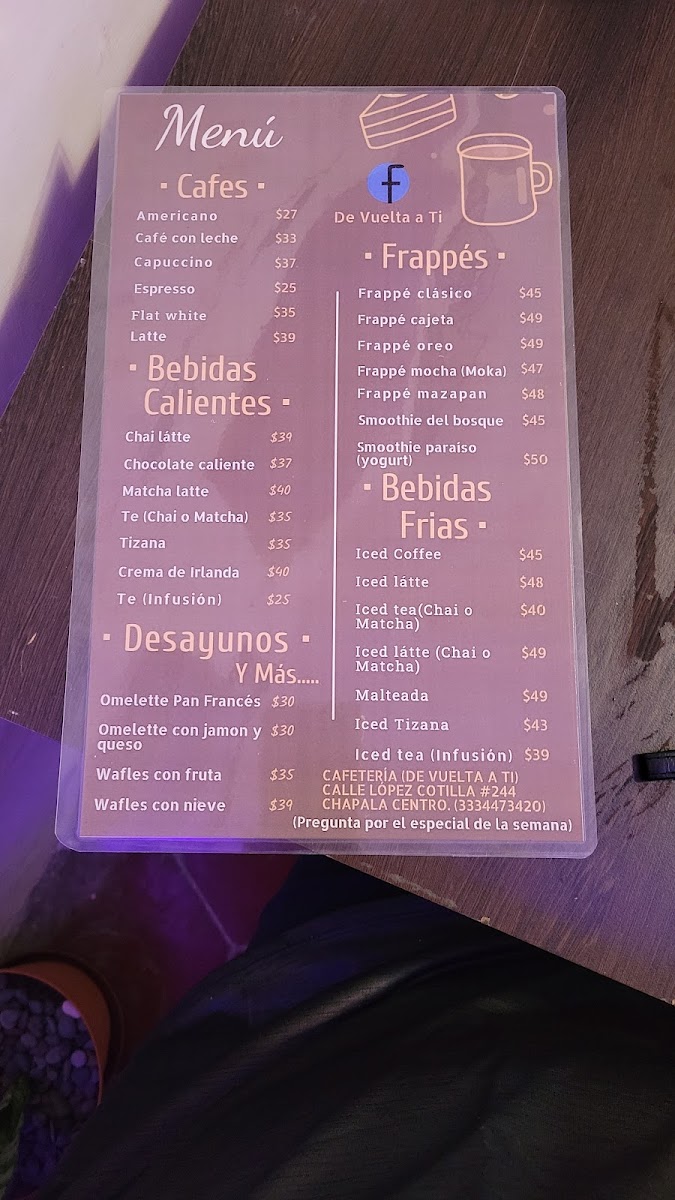 Menú
· Cafes ·
Americano $27
Café con leche $33
Capuccino $37
Espresso $25
Flat white $35
Latte $39
· Bebidas
Calientes ·
Chai látte $39
Chocolate caliente $37
Matcha latte $40
Te (Chai o Matcha) $35
Tizana $35
Crema de Irlanda $40
Te (Infusión) $25
· Desayunos ·
Y Más.....
Omelette Pan Francés $30
Omelette con jamon y $30
queso
Wafles con fruta $35
Wafles con nieve $39
f
De Vuelta a Ti
· Frappés ·
Frappé clásico $45
Frappé cajeta $49
Frappé oreo $49
Frappé mocha (Moka) $47
Frappé mazapan $48
Smoothie del bosque $45
Smoothie paraíso
(yogurt) $50
· Bebidas
Frias ·
Iced Coffee $45
Iced látte $48
Iced tea(Chai o $40
Matcha)
Iced látte (Chai o $49
Matcha)
Malteada $49
Iced Tizana $43
Iced tea (Infusión) $39
CAFETERÍA (DE VUELTA A TI)
CALLE LÓPEZ COTILLA #244
CHAPALA CENTRO. (3334473420)
(Pregunta por el especial de la semana)